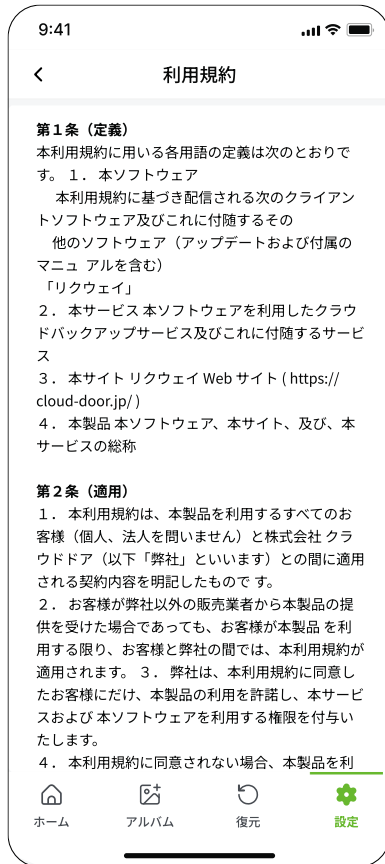 9:41
利用規約
第１条（定義）
本利用規約に用いる各用語の定義は次のとおりで
す。 １． 本ソフトウェア
本利用規約に基づき配信される次のクライアン
トソフトウェア及びこれに付随するその
他のソフトウェア（アップデートおよび付属の
マニュ アルを含む）
「リクウェイ」
２． 本サービス 本ソフトウェアを利用したクラウ
ドバックアップサービス及びこれに付随するサービ
ス
３． 本サイト リクウェイ Web サイト ( https://
cloud-door.jp/ )
４． 本製品 本ソフトウェア、本サイト、及び、本
サービスの総称
第２条（適用）
１． 本利用規約は、本製品を利用するすべてのお
客様（個人、法人を問いません）と株式会社 クラ
ウドドア（以下「弊社」といいます）との間に適用
される契約内容を明記したもので す。
２． お客様が弊社以外の販売業者から本製品の提
供を受けた場合であっても、お客様が本製品 を利
用する限り、お客様と弊社の間では、本利用規約が
適用されます。 ３． 弊社は、本利用規約に同意し
たお客様にだけ、本製品の利用を許諾し、本サービ
スおよび 本ソフトウェアを利用する権限を付与い
たします。
４． 本利用規約に同意されない場合、本製品を利
ホーム
アルバム
復元
設定